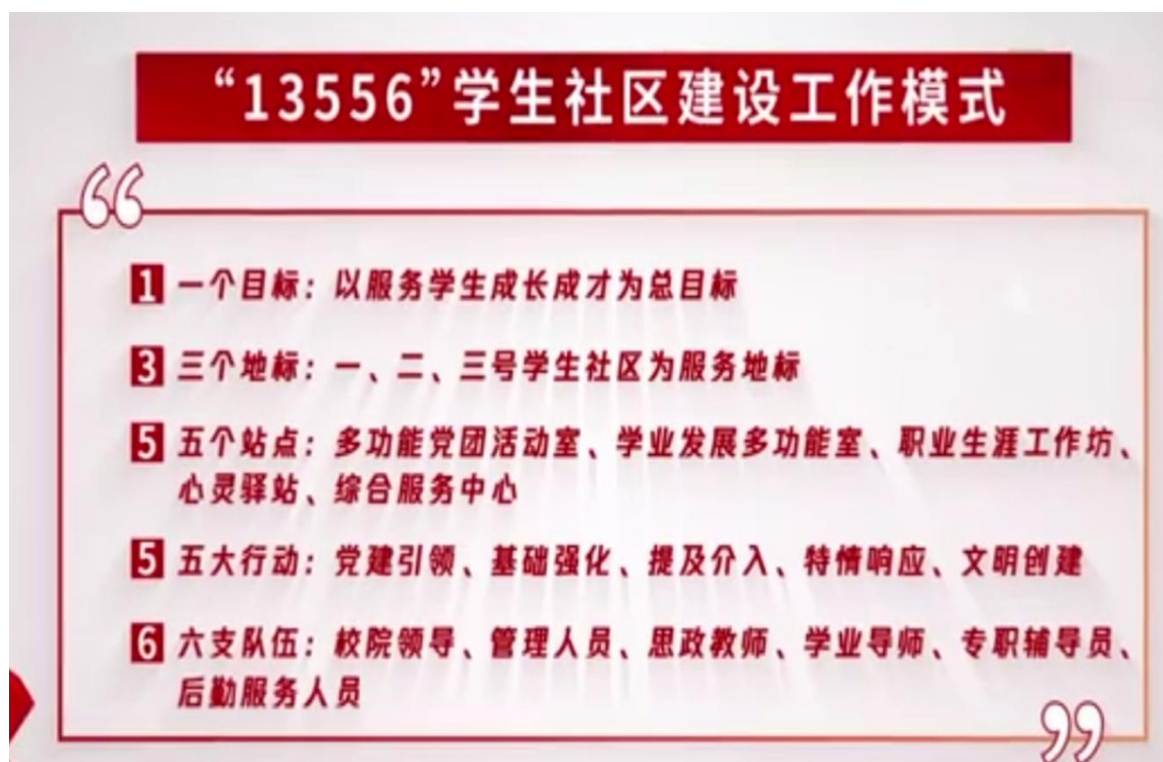 “13556”学生社区建设工作模式
1 一个目标：以服务学生成长成才为总目标
3 三个地标：一、二、三号学生社区为服务地标
5 五个站点：多功能党团活动室、学业发展多功能室、职业生涯工作坊、
心灵驿站、综合服务中心
5 五大行动：党建引领、基础强化、提及介入、特情响应、文明创建
6 六支队伍：校院领导、管理人员、思政教师、学业导师、专职辅导员、
后勤服务人员